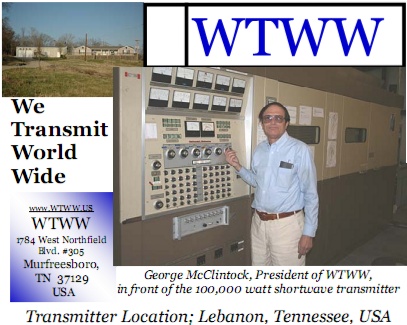 WTWW
We
Transmit
World
Wide
www.WTWW.US
WTWW
1784 West Northfield
Blvd. #305
Murfreesboro,
TN 37129
USA
George McClintock, President of WTWW,
in front of the 100,000 watt shortwave transmitter
Transmitter Location; Lebanon, Tennessee, USA